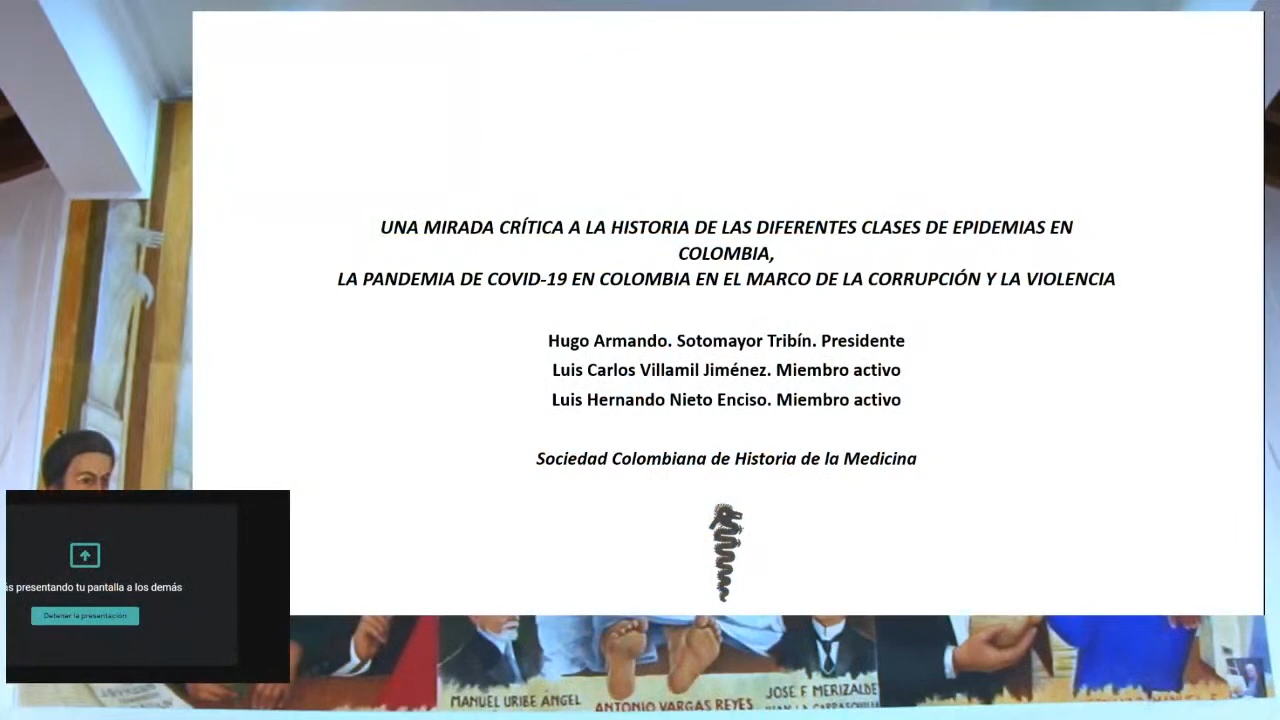 UNA MIRADA CRÍTICA A LA HISTORIA DE LAS DIFERENTES CLASES DE EPIDEMIAS EN
COLOMBIA,
LA PANDEMIA DE COVID-19 EN COLOMBIA EN EL MARCO DE LA CORRUPCIÓN Y LA VIOLENCIA
Hugo Armando. Sotomayor Tribín. Presidente
Luis Carlos Villamil Jiménez. Miembro activo
Luis Hernando Nieto Enciso. Miembro activo
Sociedad Colombiana de Historia de la Medicina
ás presentando tu pantalla a los demás
Detener la presentación
MANUEL URIBE ÁNGEL
ANTONIO VARGAS REYES
JOSE F. MERIZALDE